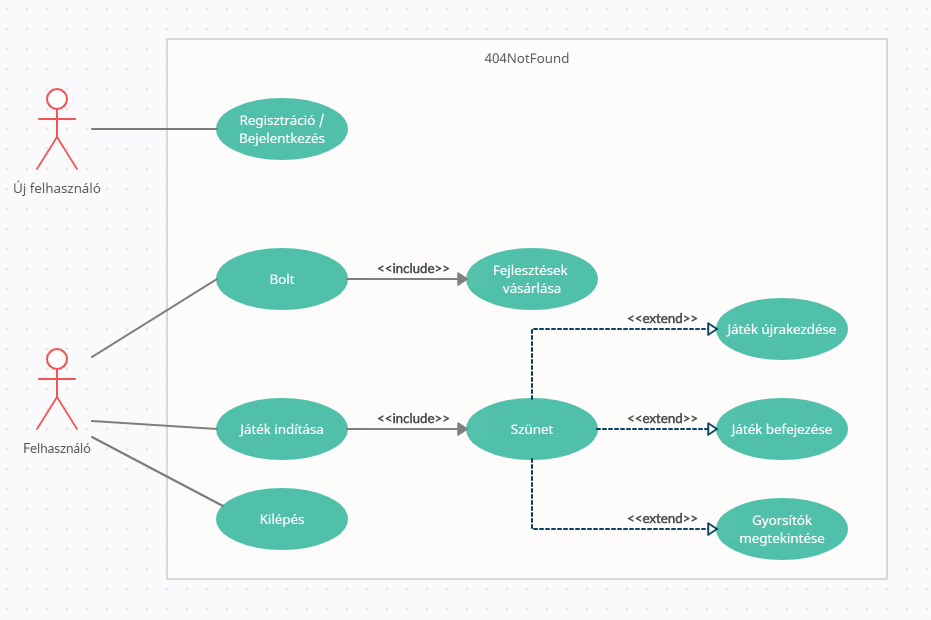 404NotFound
Regisztráció /
Bejelentkezés
Új felhasználó
Bolt
<<include>>
Fejlesztések
vásárlása
<<extend>>
Játék újrakezdése
Felhasználó
Játék indítása
<<include>>
Szünet
<<extend>>
Játék befejezése
Kilépés
<<extend>>
Gyorsítók
megtekintése